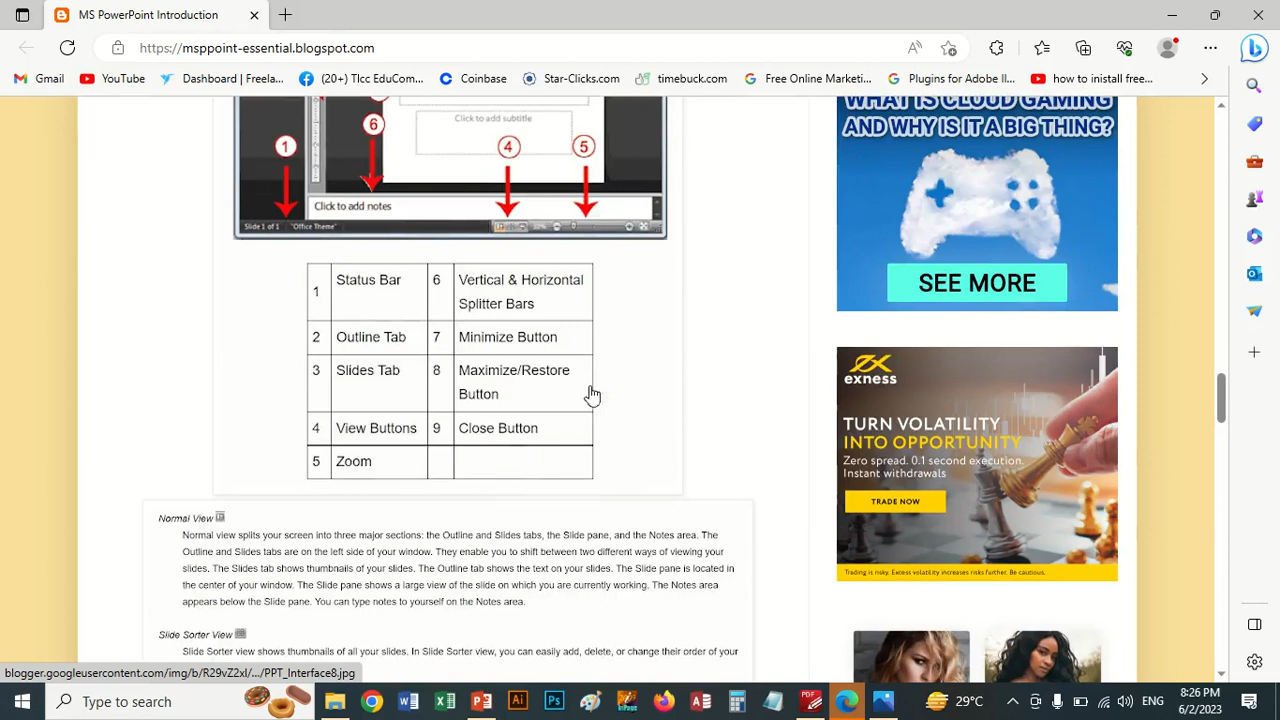 MS PowerPoint Introduction
https://msppoint-essential.blogspot.com
Gmail
YouTube
Dashboard | Freela...
(20+) Tlcc EduCom...
Coinbase
Star-Clicks.com
timebuck.com
Free Online Marketi...
Plugins for Adobe Il...
how to inistall free...
Click to add subtitle
6
1
4
5
Click to add notes
Slide 1 of 1
"Office Theme"
1 Status Bar 6 Vertical & Horizontal
Splitter Bars
2 Outline Tab 7 Minimize Button
3 Slides Tab 8 Maximize/Restore
Button
4 View Buttons 9 Close Button
5 Zoom
Normal View
Normal view splits your screen into three major sections: the Outline and Slides tabs, the Slide pane, and the Notes area. The
Outline and Slides tabs are on the left side of your window. They enable you to shift between two different ways of viewing your
slides. The Slides tab shows thumbnails of your slides. The Outline tab shows the text on your slides. The Slide pane is located in
the center of your window. The Slide pane shows a large view of the slide on which you are currently working. The Notes area
appears below the Slide pane. You can type notes to yourself on the Notes area.
Slide Sorter View
Slide Sorter view shows thumbnails of all your slides. In Slide Sorter view, you can easily add, delete, or change their order of your
WHAT IS CLOUD GAMING
AND WHY IS IT A BIG THING?
SEE MORE
exness
TURN VOLATILITY
INTO OPPORTUNITY
Zero spread. 0.1 second execution.
Instant withdrawals
TRADE NOW
Trading is risky. Excess volatility increases risks further. Be cautious.
blogger.googleusercontent.com/img/b/R29vZ2xl/.../PPT_Interface8.jpg
Type here to search
29°C
ENG
8:26 PM
6/2/2023